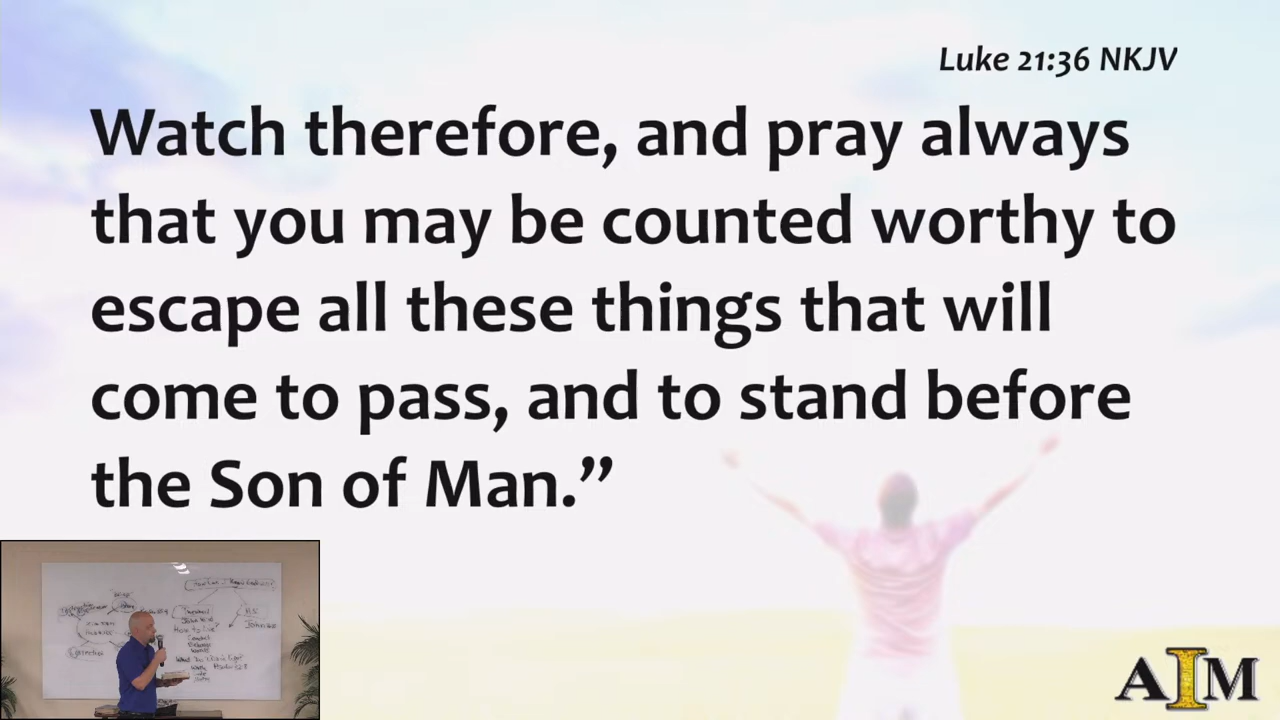 Luke 21:36 NKJV
Watch therefore, and pray always
that you may be counted worthy to
escape all these things that will
come to pass, and to stand before
the Son of Man.”
AIM